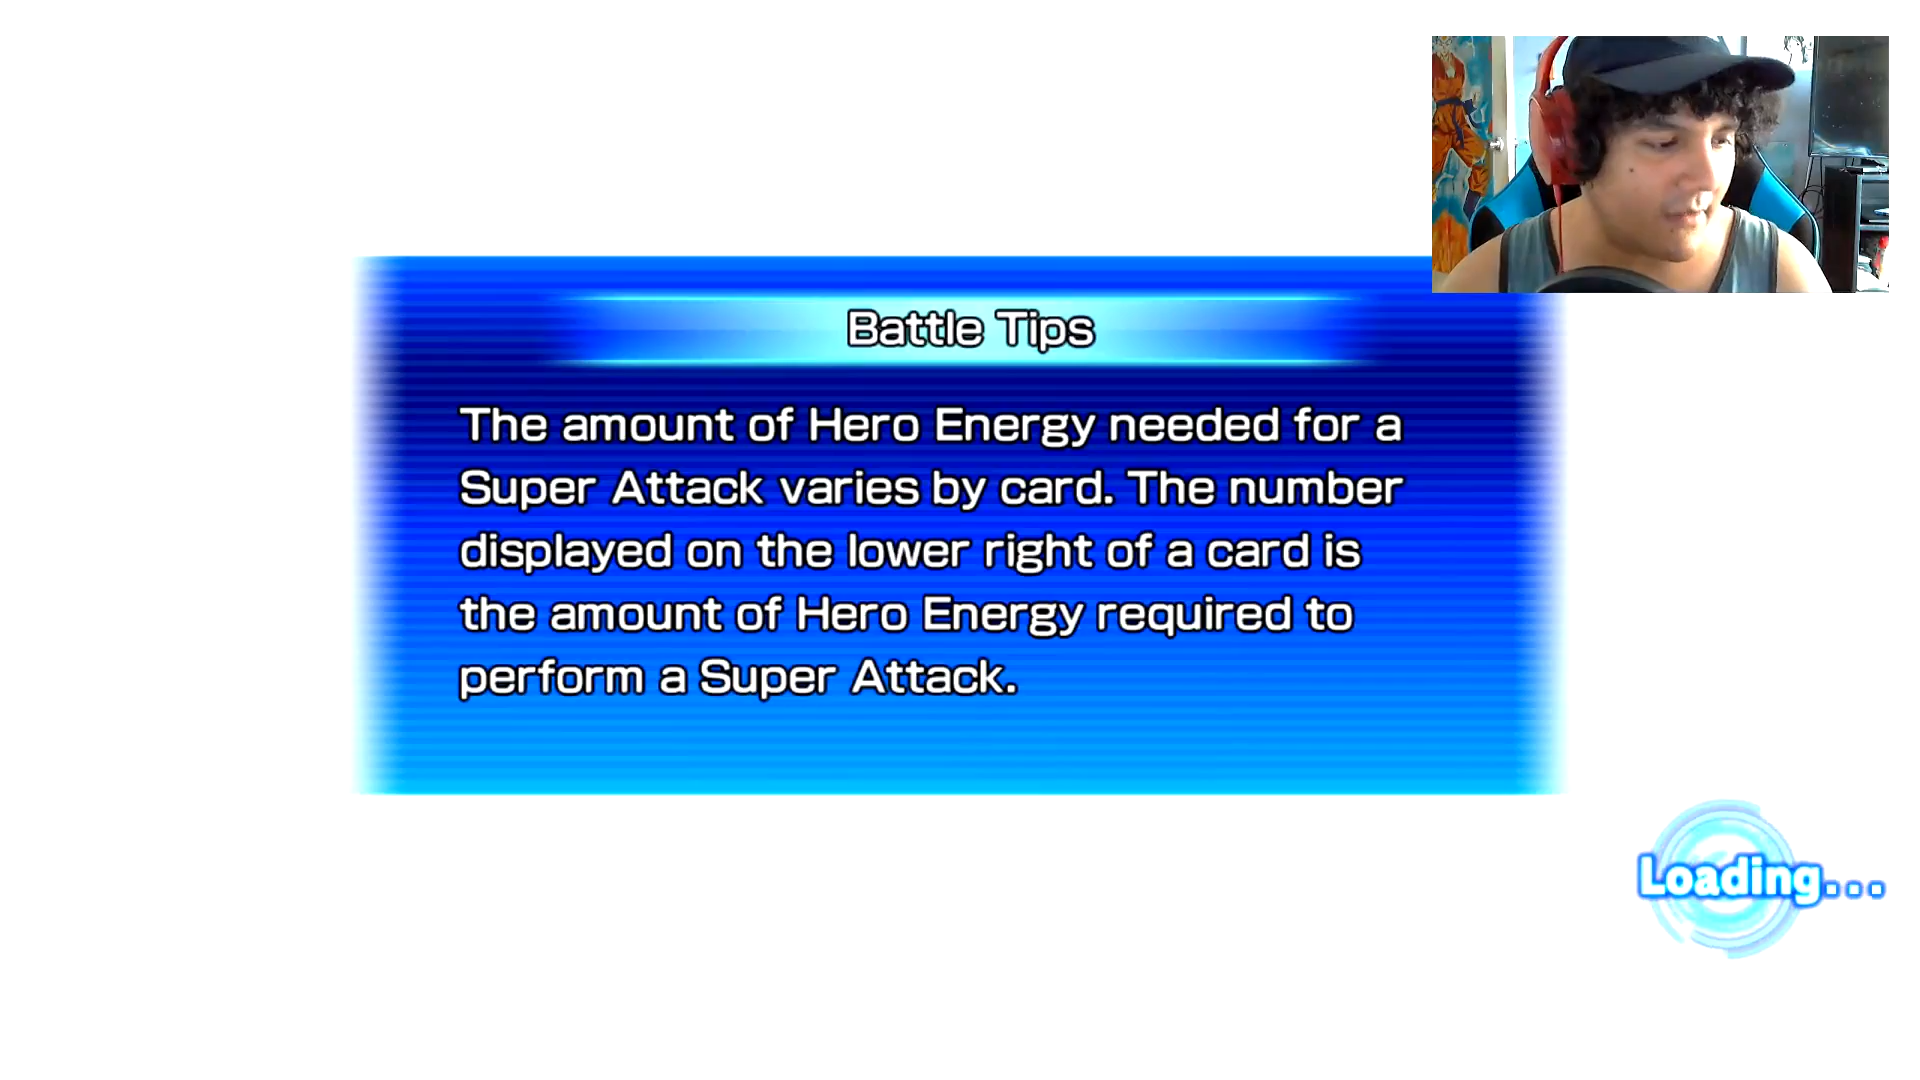 Battle Tips
The amount of Hero Energy needed for a
Super Attack varies by card. The number
displayed on the lower right of a card is
the amount of Hero Energy required to
perform a Super Attack.
Loading...